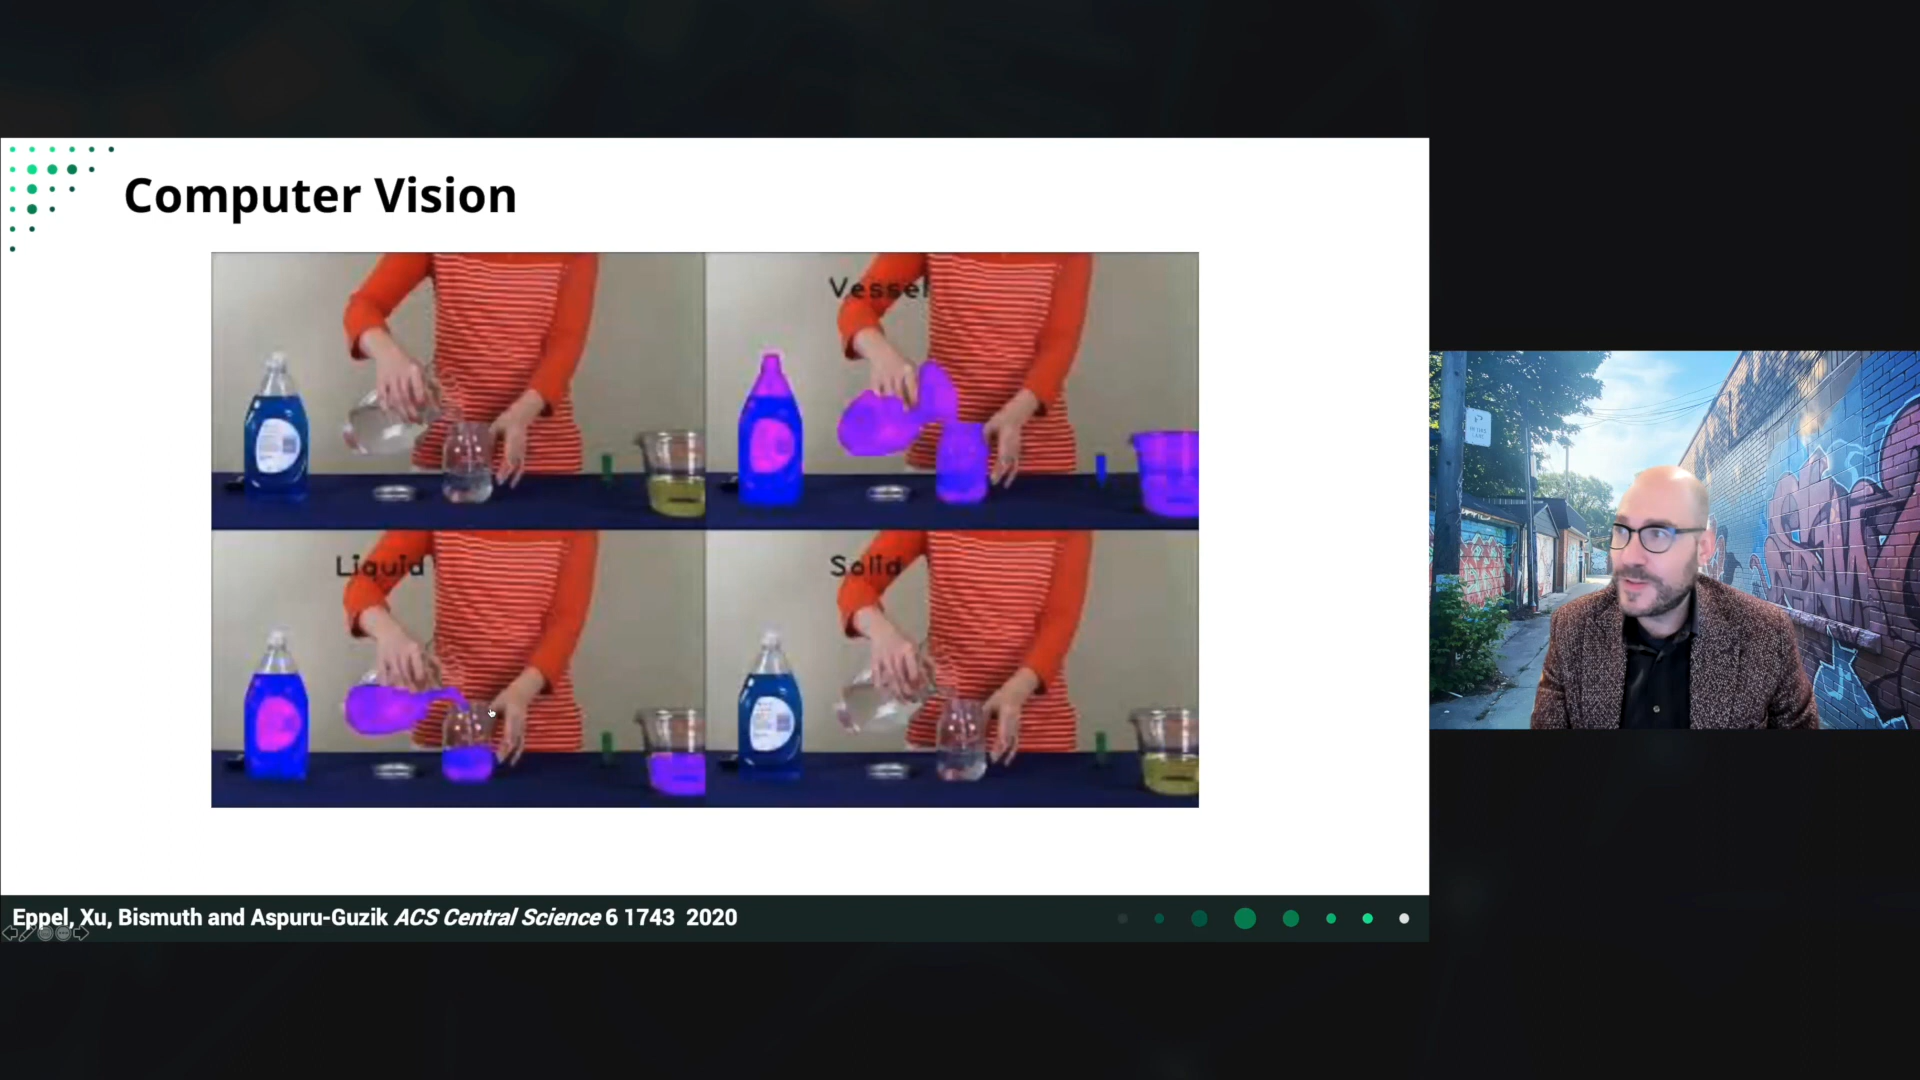 Computer Vision
Vessel
Liquid
Solid
Eppel, Xu, Bismuth and Aspuru-Guzik ACS Central Science 6 1743 2020